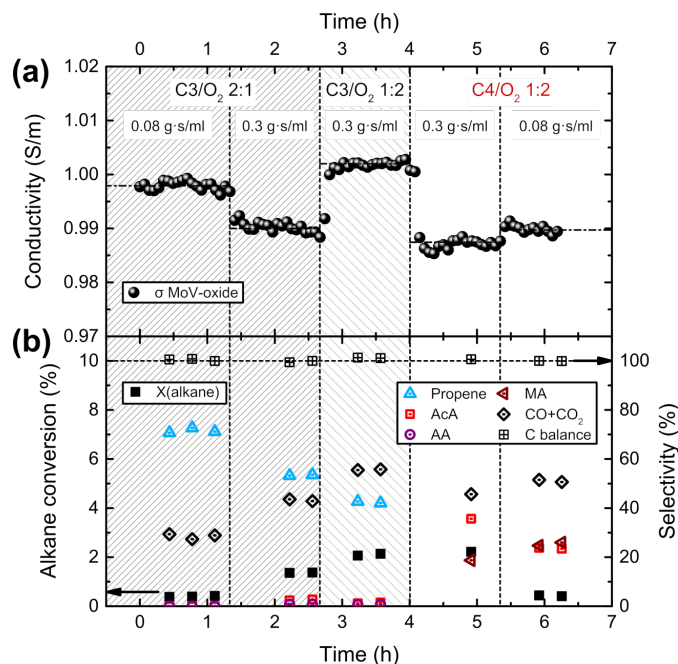 Time (h)
0 1 2 3 4 5 6 7
(a)
1.02
1.01
1.00
0.99
0.98
0.97
Conductivity (S/m)
C3/O₂ 2:1
C3/O₂ 1:2
C4/O₂ 1:2
0.08 g·s/ml
0.3 g·s/ml
0.3 g·s/ml
0.3 g·s/ml
0.08 g·s/ml
σ MoV-oxide
(b)
10
8
6
4
2
0
Alkane conversion (%)
X(alkane)
Propene
AcA
AA
MA
CO+CO₂
C balance
100
80
60
40
20
0
Selectivity (%)
0 1 2 3 4 5 6 7
Time (h)